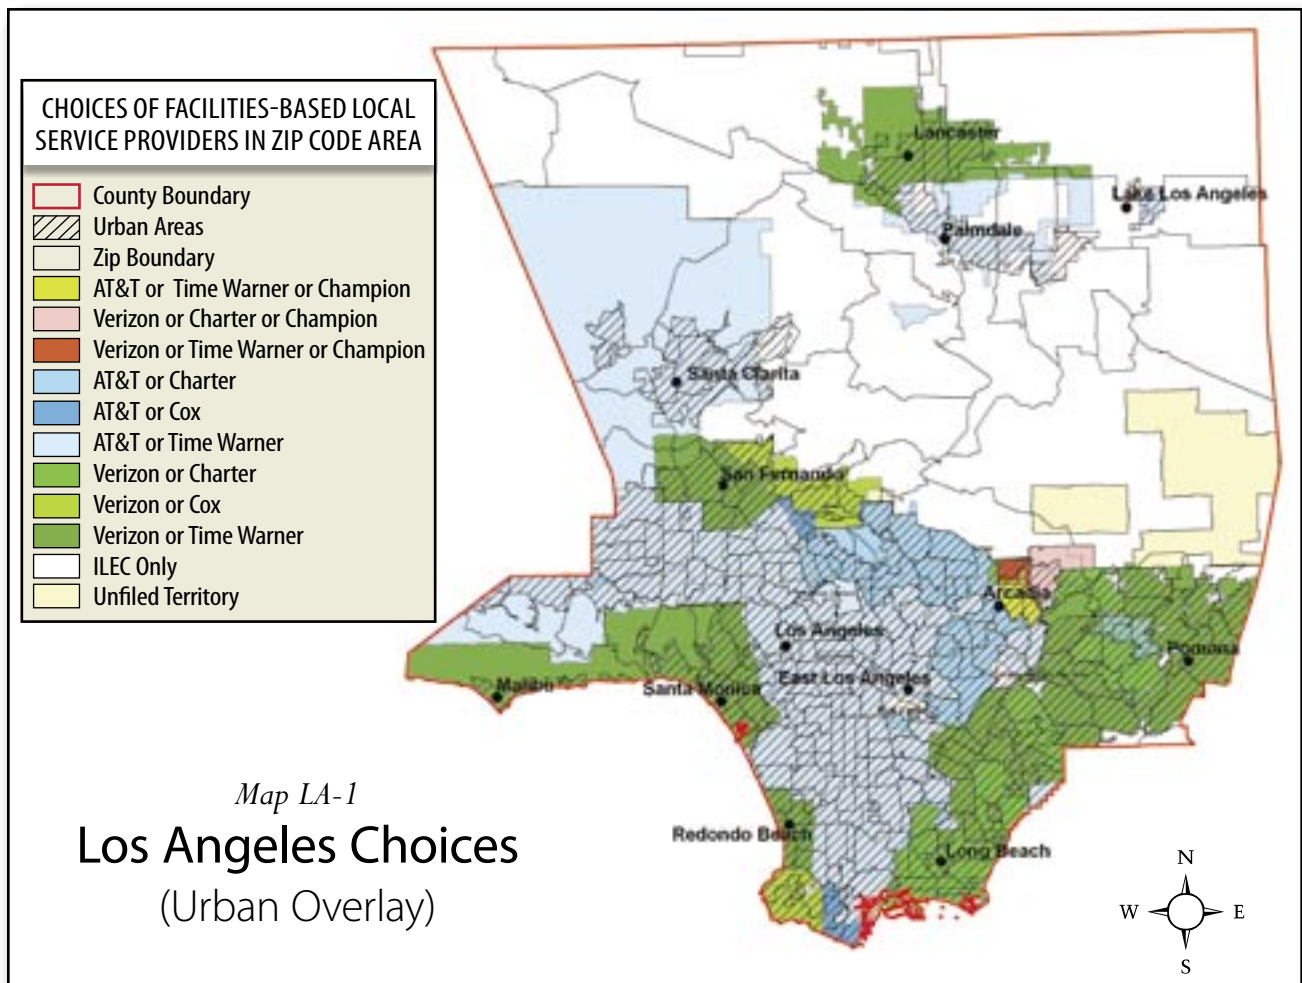 CHOICES OF FACILITIES-BASED LOCAL
SERVICE PROVIDERS IN ZIP CODE AREA
County Boundary
Urban Areas
Zip Boundary
AT&T or Time Warner or Champion
Verizon or Charter or Champion
Verizon or Time Warner or Champion
AT&T or Charter
AT&T or Cox
AT&T or Time Warner
Verizon or Charter
Verizon or Cox
Verizon or Time Warner
ILEC Only
Unfiled Territory
Lancaster
Lake Los Angeles
Palmdale
Santa Clarita
San Fernando
Arcadia
Los Angeles
Pomona
East Los Angeles
Malibu
Santa Monica
Redondo Beach
Long Beach
Map LA-1
Los Angeles Choices
(Urban Overlay)
N
W
E
S